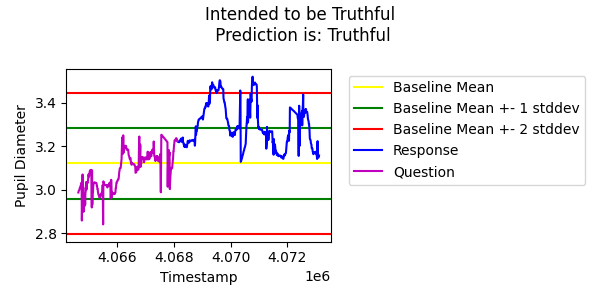 Intended to be Truthful
Prediction is: Truthful
Pupil Diameter
3.4
3.2
3.0
2.8
4.066
4.068
4.070
4.072
1e6
Timestamp
Baseline Mean
Baseline Mean +- 1 stddev
Baseline Mean +- 2 stddev
Response
Question